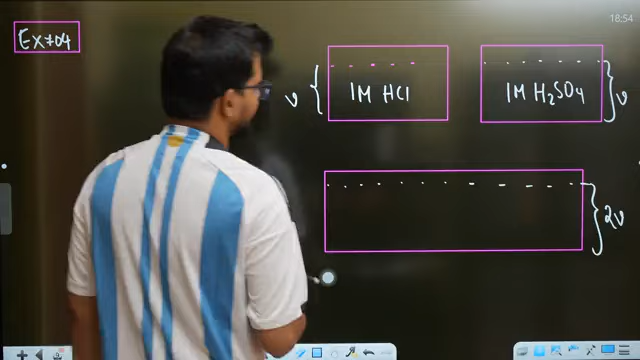 18:54
Ex→04
V
1M HCl
1M H2SO4
V
2V